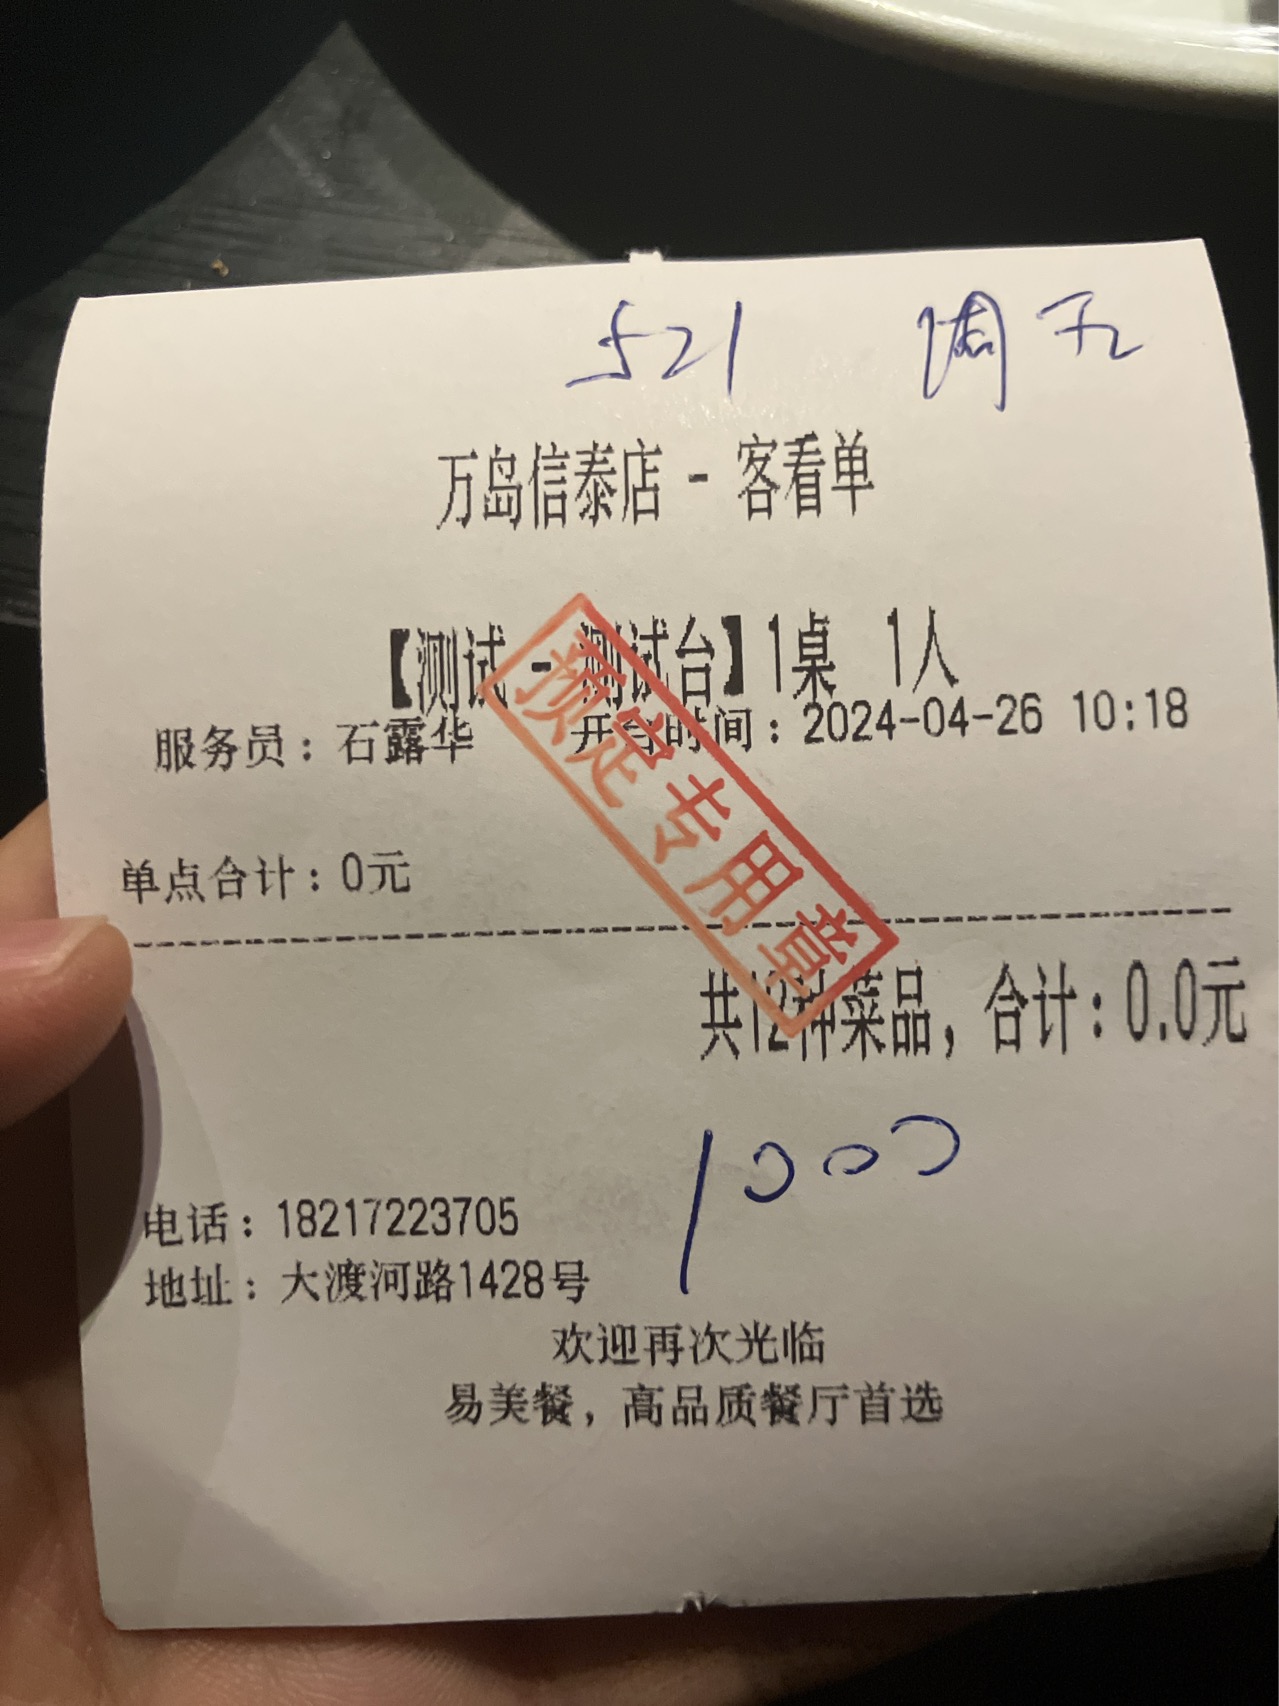 521 周五
万岛信泰店 - 客看单
【测试 - 测试台】1桌 1人
服务员：石露华 开台时间：2024-04-26 10:18
预定专用章
单点合计：0元
共12种菜品，合计：0.0元
1000
电话：18217223705
地址：大渡河路1428号
欢迎再次光临
易美餐，高品质餐厅首选